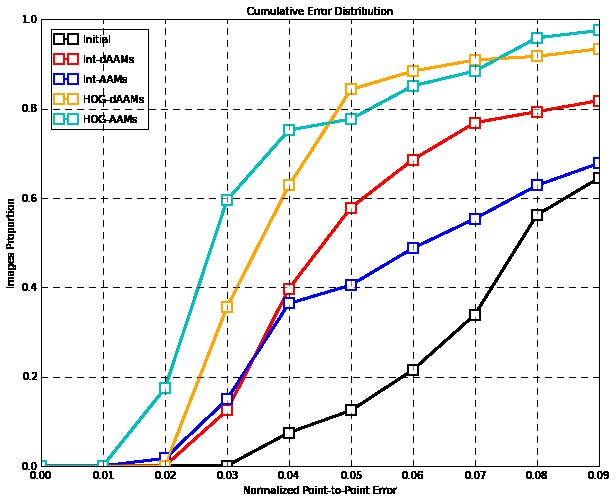 Cumulative Error Distribution
1.0
0.8
0.6
0.4
0.2
0.0
Images Proportion
Initial
Int-dAAMs
Int-AAMs
HOG-dAAMs
HOG-AAMs
0.00 0.01 0.02 0.03 0.04 0.05 0.06 0.07 0.08 0.09
Normalized Point-to-Point Error